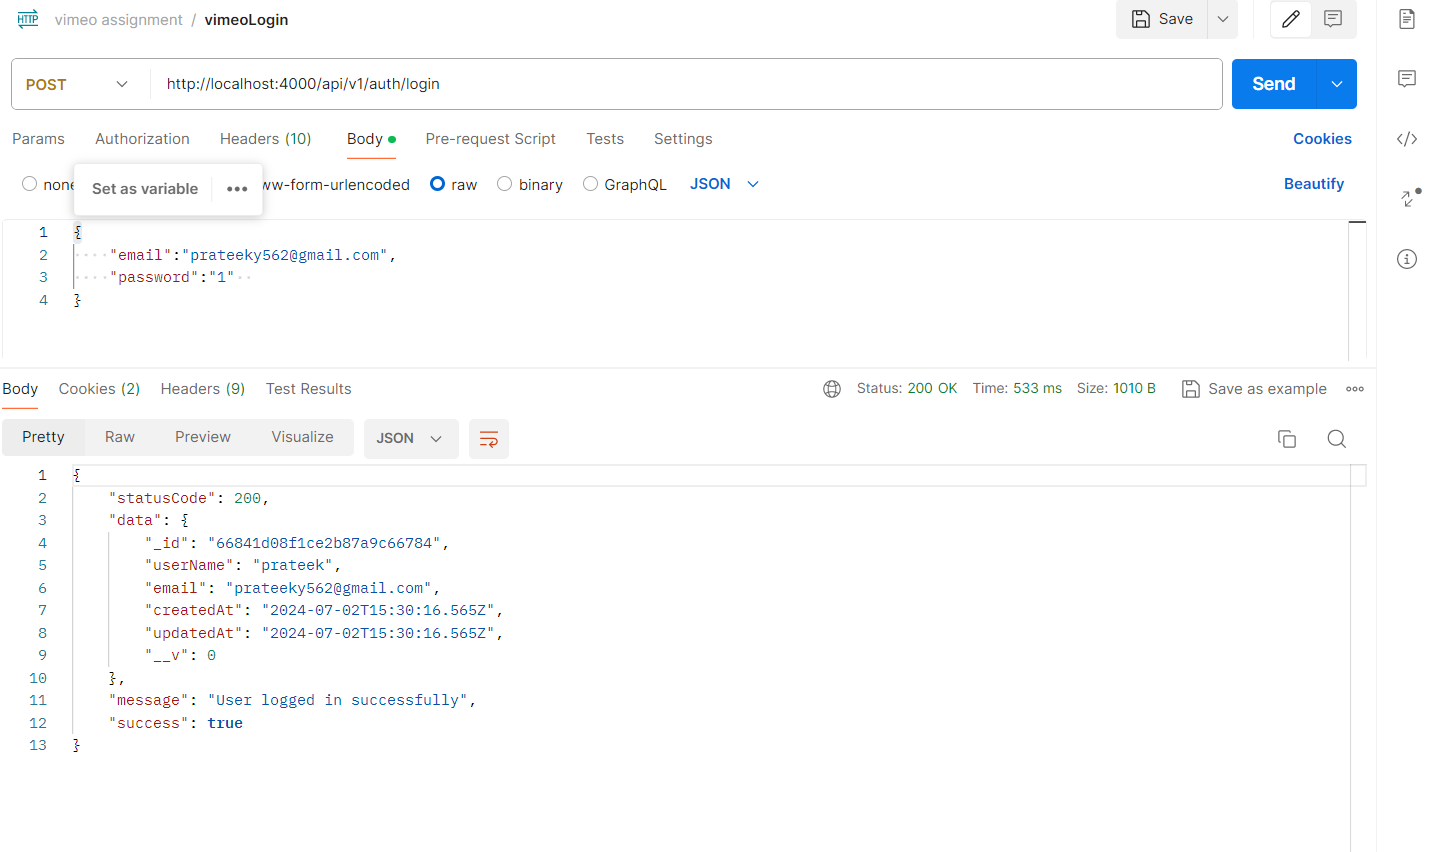 HTTP vimeo assignment / vimeoLogin Save
POST http://localhost:4000/api/v1/auth/login Send
Params Authorization Headers (10) Body Pre-request Script Tests Settings Cookies
none Set as variable ••• ww-form-urlencoded raw binary GraphQL JSON Beautify
1 {
2 "email":"prateeky562@gmail.com",
3 "password":"1"
4 }
Body Cookies (2) Headers (9) Test Results Status: 200 OK Time: 533 ms Size: 1010 B Save as example
Pretty Raw Preview Visualize JSON
1 {
2 "statusCode": 200,
3 "data": {
4 "_id": "66841d08f1ce2b87a9c66784",
5 "userName": "prateek",
6 "email": "prateeky562@gmail.com",
7 "createdAt": "2024-07-02T15:30:16.565Z",
8 "updatedAt": "2024-07-02T15:30:16.565Z",
9 "__v": 0
10 },
11 "message": "User logged in successfully",
12 "success": true
13 }